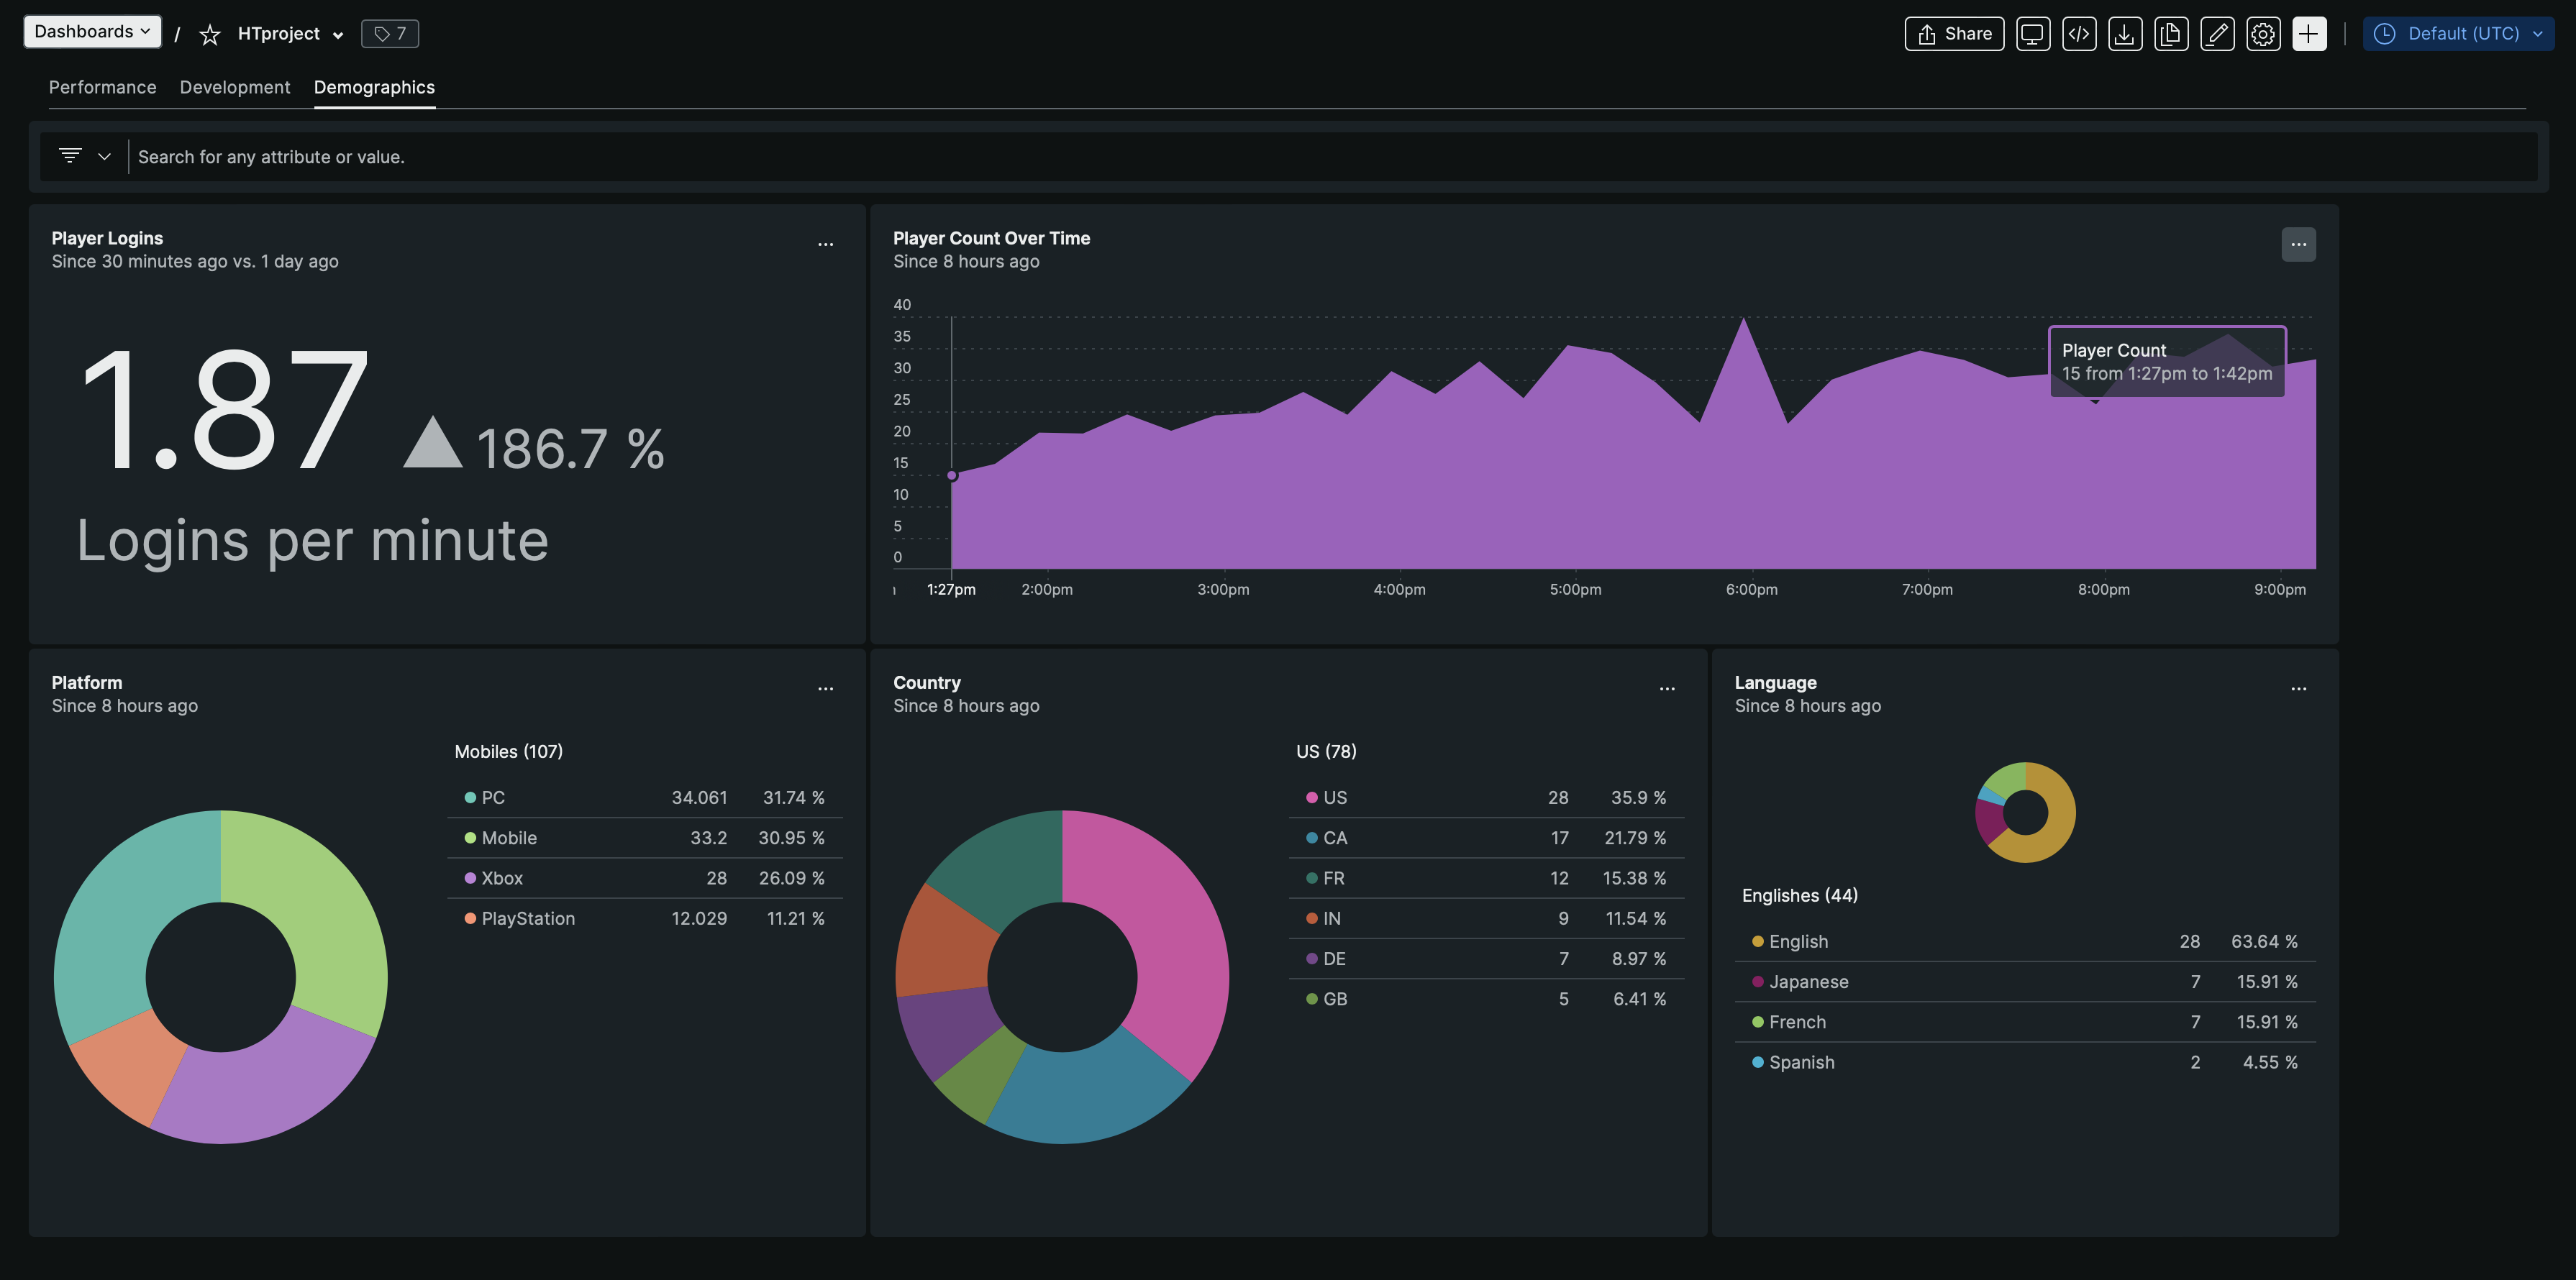 Dashboards / HTproject 7 Share Default (UTC)
Performance Development Demographics
Search for any attribute or value.
Player Logins
Since 30 minutes ago vs. 1 day ago
1.87 186.7 %
Logins per minute
Player Count Over Time
Since 8 hours ago
40
35
30
25
20
15
10
5
0
Player Count
15 from 1:27pm to 1:42pm
1:27pm 2:00pm 3:00pm 4:00pm 5:00pm 6:00pm 7:00pm 8:00pm 9:00pm
Platform
Since 8 hours ago
Mobiles (107)
PC 34.061 31.74 %
Mobile 33.2 30.95 %
Xbox 28 26.09 %
PlayStation 12.029 11.21 %
Country
Since 8 hours ago
US (78)
US 28 35.9 %
CA 17 21.79 %
FR 12 15.38 %
IN 9 11.54 %
DE 7 8.97 %
GB 5 6.41 %
Language
Since 8 hours ago
Englishes (44)
English 28 63.64 %
Japanese 7 15.91 %
French 7 15.91 %
Spanish 2 4.55 %